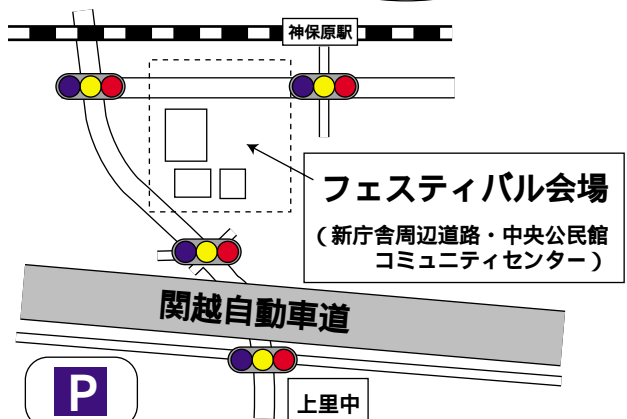 神保原駅
フェスティバル会場
（新庁舎周辺道路・中央公民館
コミュニティセンター）
関越自動車道
P
上里中